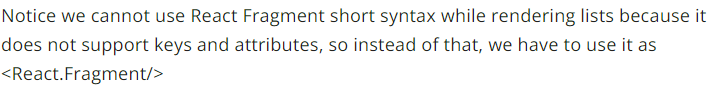 Notice we cannot use React Fragment short syntax while rendering lists because it
does not support keys and attributes, so instead of that, we have to use it as
<React.Fragment/>